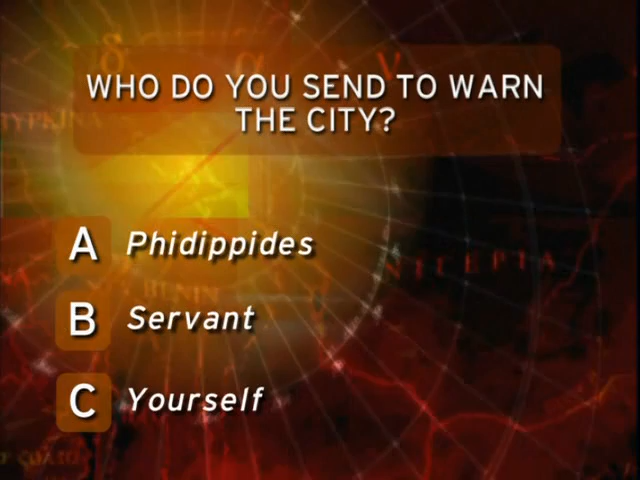 WHO DO YOU SEND TO WARN
THE CITY?
A Phidippides
B Servant
C Yourself